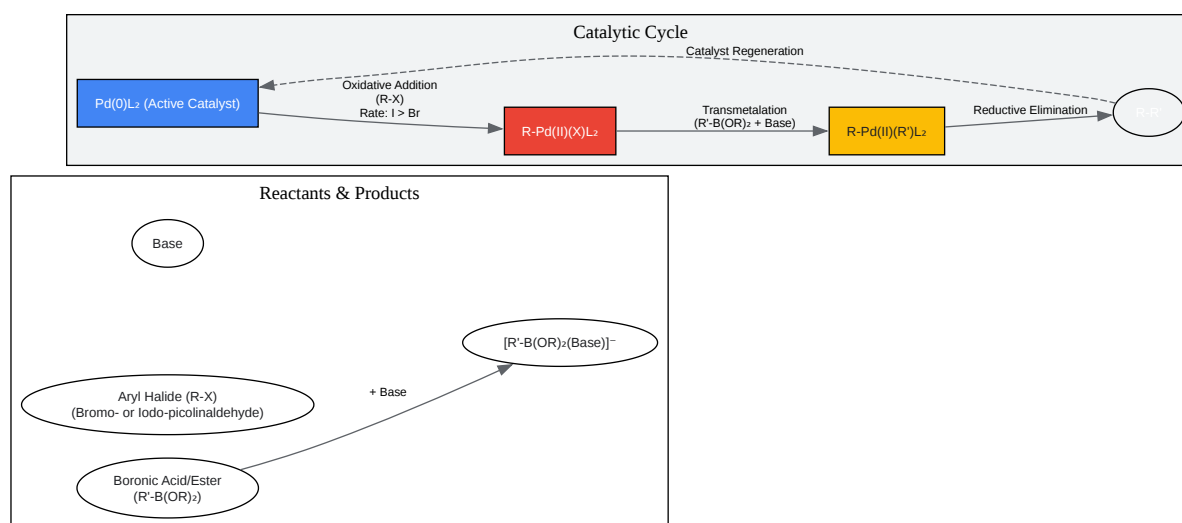 Catalytic Cycle
Catalyst Regeneration
Pd(0)L₂ (Active Catalyst)
Oxidative Addition
(R-X)
Rate: I > Br
R-Pd(II)(X)L₂
Transmetalation
(R'-B(OR)₂ + Base)
R-Pd(II)(R')L₂
Reductive Elimination
R-R'
Reactants & Products
Base
[R'-B(OR)₂(Base)]⁻
+ Base
Aryl Halide (R-X)
(Bromo- or Iodo-picolinaldehyde)
Boronic Acid/Ester
(R'-B(OR)₂)